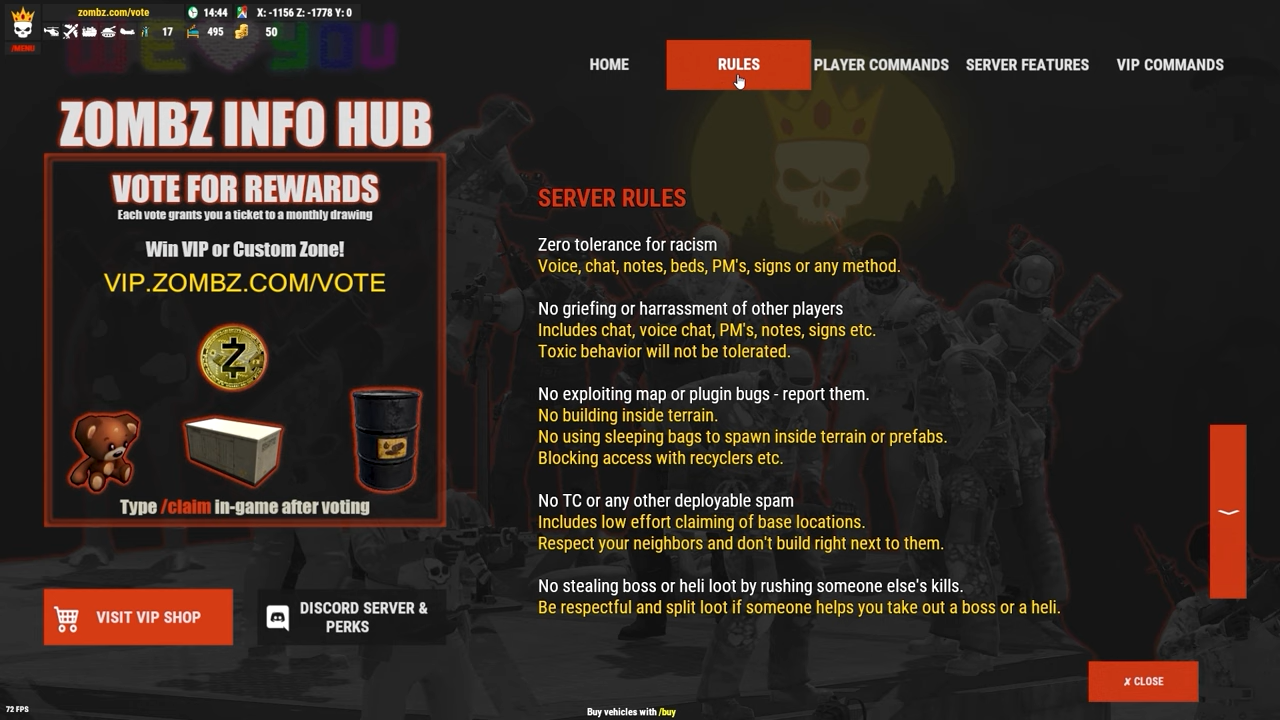 zombz.com/vote
14:44
X: -1156 Z: -1778 Y: 0
/MENU
17
495
50
WE YOU
HOME
RULES
PLAYER COMMANDS
SERVER FEATURES
VIP COMMANDS
ZOMBZ INFO HUB
VOTE FOR REWARDS
Each vote grants you a ticket to a monthly drawing
Win VIP or Custom Zone!
VIP.ZOMBZ.COM/VOTE
Z
Type /claim in-game after voting
VISIT VIP SHOP
DISCORD SERVER &
PERKS
SERVER RULES
Zero tolerance for racism
Voice, chat, notes, beds, PM's, signs or any method.
No griefing or harrassment of other players
Includes chat, voice chat, PM's, notes, signs etc.
Toxic behavior will not be tolerated.
No exploiting map or plugin bugs - report them.
No building inside terrain.
No using sleeping bags to spawn inside terrain or prefabs.
Blocking access with recyclers etc.
No TC or any other deployable spam
Includes low effort claiming of base locations.
Respect your neighbors and don't build right next to them.
No stealing boss or heli loot by rushing someone else's kills.
Be respectful and split loot if someone helps you take out a boss or a heli.
✗ CLOSE
72 FPS
Buy vehicles with /buy